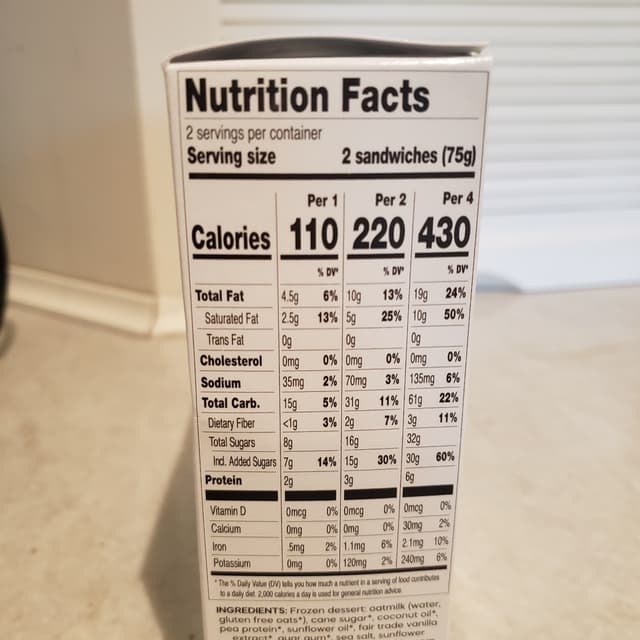 Nutrition Facts
2 servings per container
Serving size 2 sandwiches (75g)
Per 1 Per 2 Per 4
Calories 110 220 430
% DV* % DV* % DV*
Total Fat 4.5g 6% 10g 13% 19g 24%
Saturated Fat 2.5g 13% 5g 25% 10g 50%
Trans Fat 0g 0g 0g
Cholesterol 0mg 0% 0mg 0% 0mg 0%
Sodium 35mg 2% 70mg 3% 135mg 6%
Total Carb. 15g 5% 31g 11% 61g 22%
Dietary Fiber <1g 3% 2g 7% 3g 11%
Total Sugars 8g 16g 32g
Incl. Added Sugars 7g 14% 15g 30% 30g 60%
Protein 2g 3g 6g
Vitamin D 0mcg 0% 0mcg 0% 0mcg 0%
Calcium 0mg 0% 0mg 0% 30mg 2%
Iron .5mg 2% 1.1mg 6% 2.1mg 10%
Potassium 0mg 0% 120mg 2% 240mg 6%
*The % Daily Value (DV) tells you how much a nutrient in a serving of food contributes
to a daily diet. 2,000 calories a day is used for general nutrition advice.
INGREDIENTS: Frozen dessert: oatmilk (water,
gluten free oats*), cane sugar*, coconut oil*,
pea protein*, sunflower oil*, fair trade vanilla
extract*, guar gum*, sea salt, sunflower